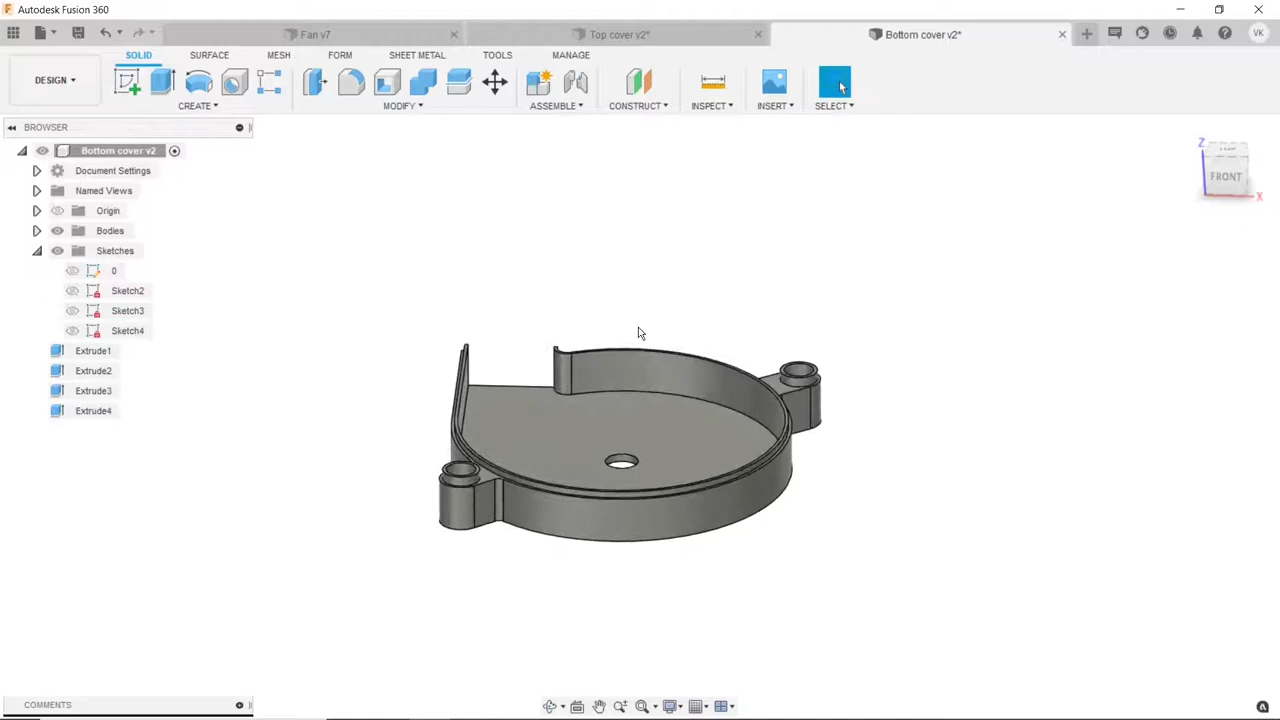 Autodesk Fusion 360
Fan v7
Top cover v2*
Bottom cover v2*
VK
DESIGN
SOLID SURFACE MESH FORM SHEET METAL TOOLS MANAGE
CREATE MODIFY ASSEMBLE CONSTRUCT INSPECT INSERT SELECT
BROWSER
Bottom cover v2
Document Settings
Named Views
Origin
Bodies
Sketches
0
Sketch2
Sketch3
Sketch4
Extrude1
Extrude2
Extrude3
Extrude4
Z
FRONT
X
COMMENTS